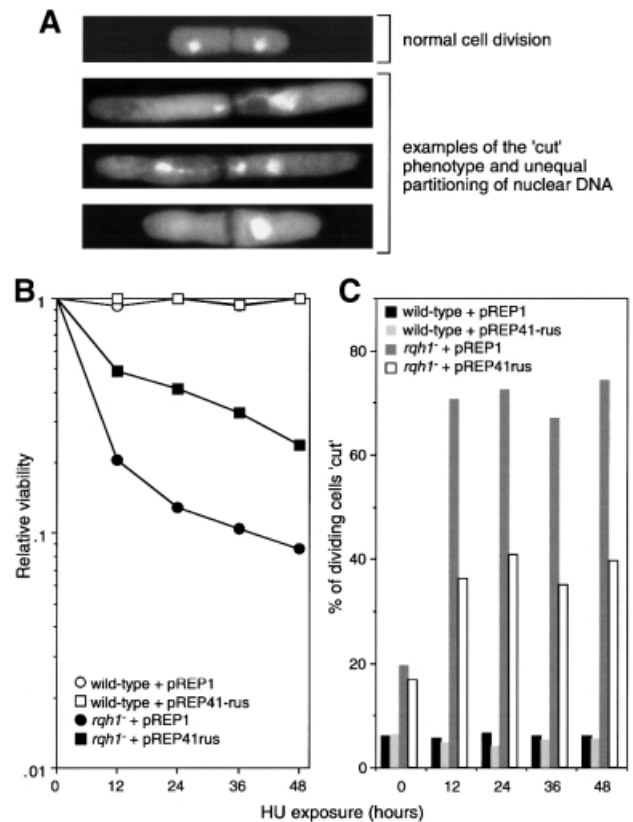 A
normal cell division
examples of the 'cut'
phenotype and unequal
partitioning of nuclear DNA
B
1
.1
.01
Relative viability
wild-type + pREP1
wild-type + pREP41-rus
rqh1- + pREP1
rqh1- + pREP41rus
0 12 24 36 48
C
wild-type + pREP1
wild-type + pREP41-rus
rqh1- + pREP1
rqh1- + pREP41rus
80
60
40
20
0
% of dividing cells 'cut'
0 12 24 36 48
HU exposure (hours)